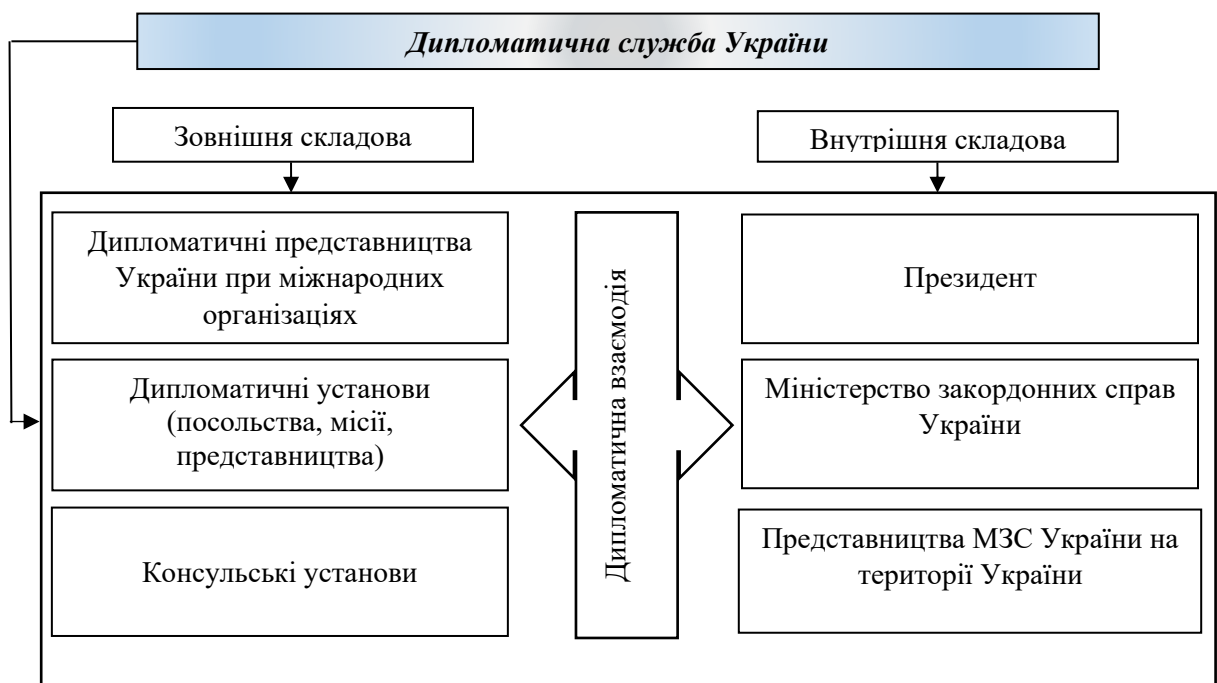 Дипломатична служба України
Зовнішня складова
Внутрішня складова
Дипломатичні представництва
України при міжнародних
організаціях
Дипломатичні установи
(посольства, місії,
представництва)
Консульські установи
Дипломатична взаємодія
Президент
Міністерство закордонних справ
України
Представництва МЗС України на
території України